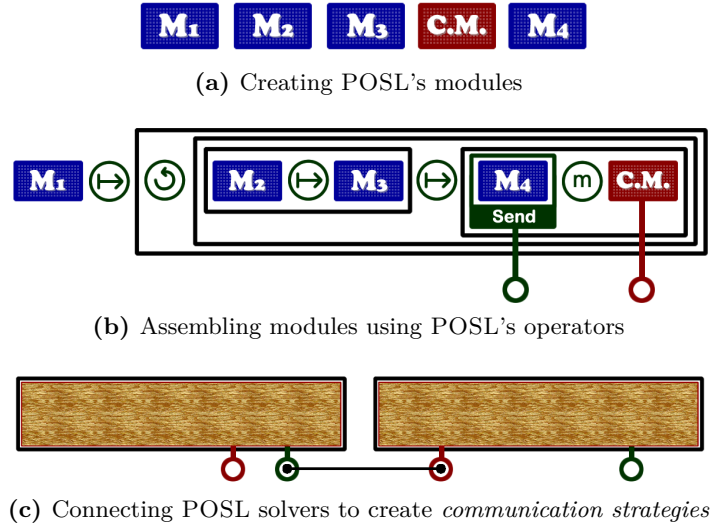 M₁ M₂ M₃ C.M. M₄
(a) Creating POSL's modules
M₁ ↦ ↺ M₂ ↦ M₃ ↦ M₄ m C.M.
Send
(b) Assembling modules using POSL's operators
(c) Connecting POSL solvers to create communication strategies